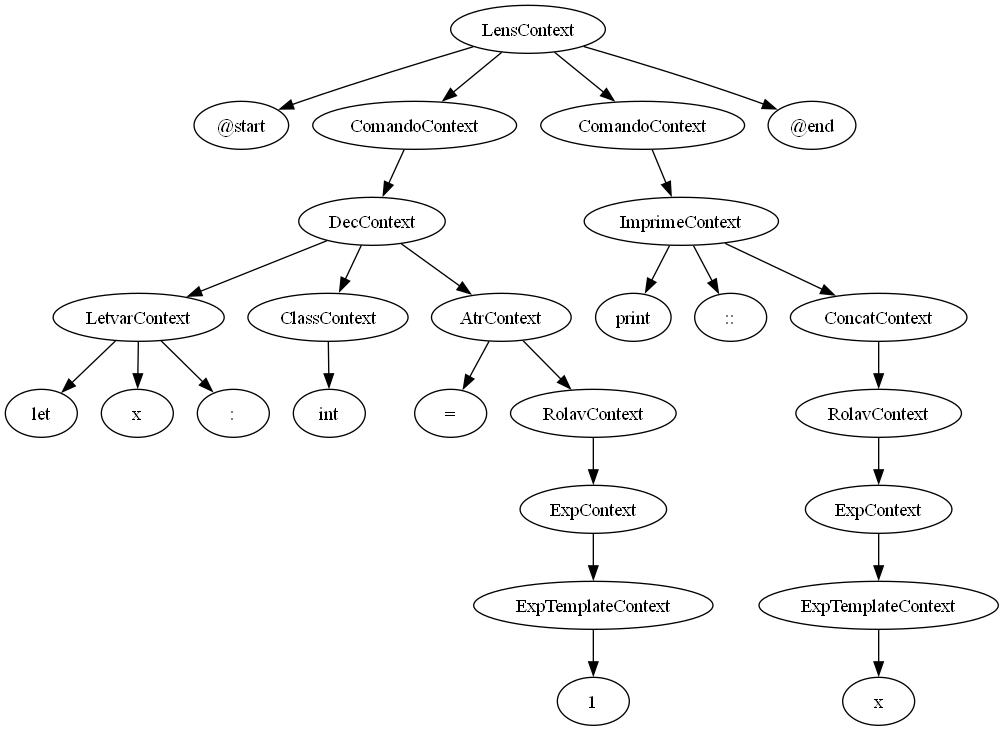 LensContext
@start
ComandoContext
ComandoContext
@end
DecContext
ImprimeContext
LetvarContext
ClassContext
AtrContext
print
::
ConcatContext
let
x
:
int
=
RolavContext
RolavContext
ExpContext
ExpContext
ExpTemplateContext
ExpTemplateContext
1
x